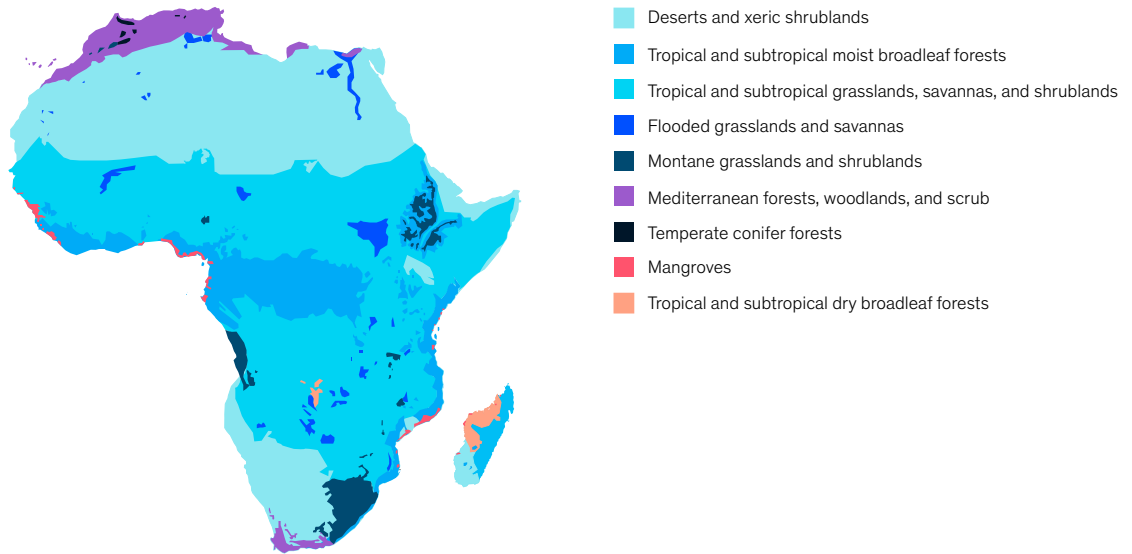 Deserts and xeric shrublands
Tropical and subtropical moist broadleaf forests
Tropical and subtropical grasslands, savannas, and shrublands
Flooded grasslands and savannas
Montane grasslands and shrublands
Mediterranean forests, woodlands, and scrub
Temperate conifer forests
Mangroves
Tropical and subtropical dry broadleaf forests